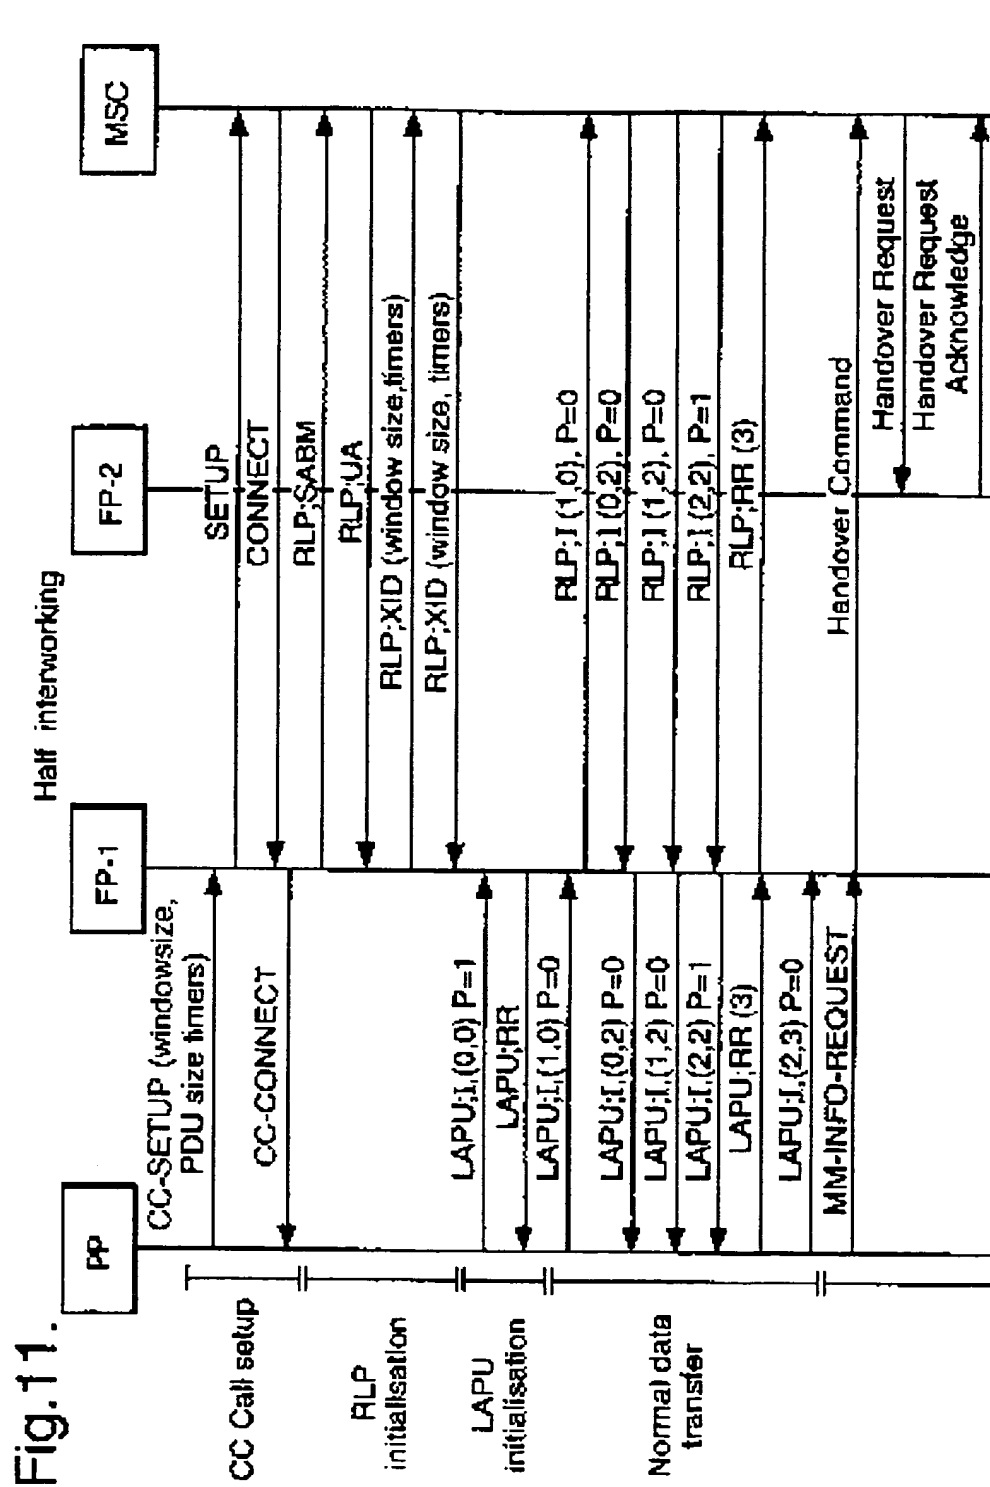 Fig.11.
Half interworking
PP
FP-1
FP-2
MSC
CC Call setup
CC-SETUP (windowsize,
PDU size timers)
SETUP
CONNECT
CC-CONNECT
RLP
initialisation
RLP;SABM
RLP;UA
RLP;XID (window size,timers)
RLP;XID (window size, timers)
LAPU
initialisation
LAPU;I,(0,0) P=1
LAPU;RR
LAPU;I,(1,0) P=0
Normal data
transfer
RLP;I (1,0), P=0
RLP;I (0,2), P=0
RLP;I (1,2), P=0
RLP;I (2,2), P=1
RLP;RR (3)
LAPU;I,(0,2) P=0
LAPU;I,(1,2) P=0
LAPU;I,(2,2) P=1
LAPU;RR (3)
LAPU;I,(2,3) P=0
MM-INFO-REQUEST
Handover Command
Handover Request
Handover Request
Acknowledge